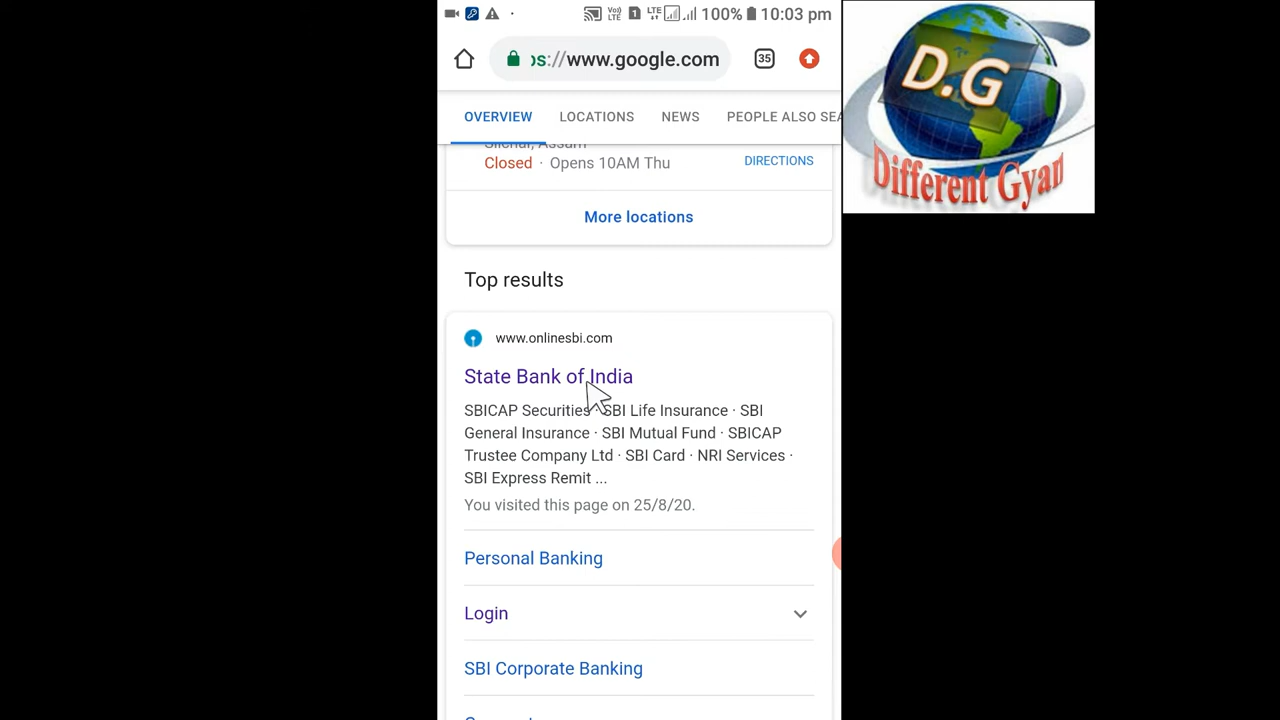 100% 10:03 pm
D.G
ps://www.google.com
35
OVERVIEW LOCATIONS NEWS PEOPLE ALSO SEA
Silchar, Assam
Closed · Opens 10AM Thu DIRECTIONS
Different Gyan
More locations
Top results
www.onlinesbi.com
State Bank of India
SBICAP Securities · SBI Life Insurance · SBI
General Insurance · SBI Mutual Fund · SBICAP
Trustee Company Ltd · SBI Card · NRI Services ·
SBI Express Remit ...
You visited this page on 25/8/20.
Personal Banking
Login
SBI Corporate Banking